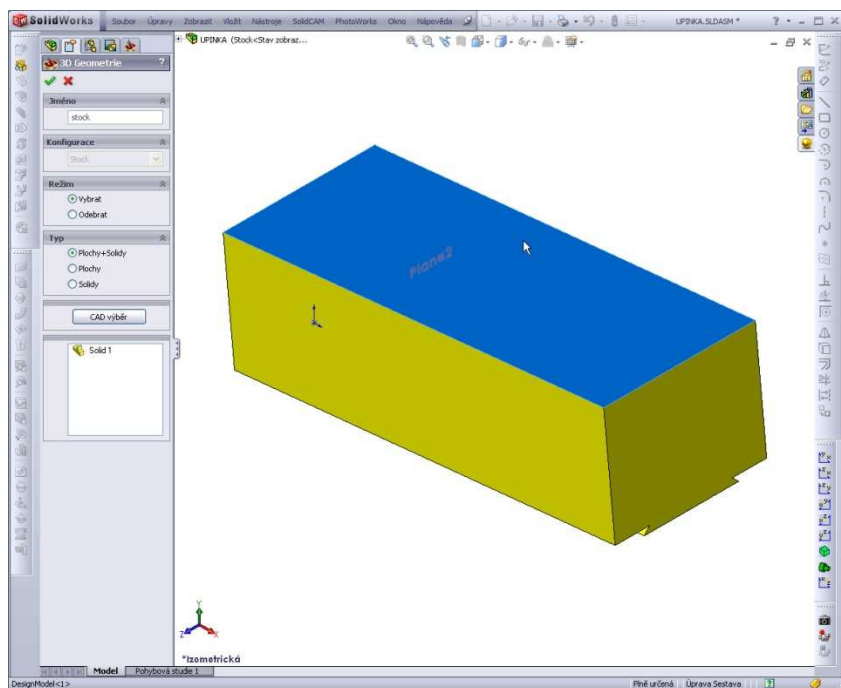 SolidWorks Soubor Úpravy Zobrazit Vložit Nástroje SolidCAM PhotoWorks Okno Nápověda UPINKA.SLDASM *
UPINKA (Stock<Stav zobraz...
3D Geometrie ?
Jméno
stock
Konfigurace
Stock
Režim
Vybrat
Odebrat
Typ
Plochy+Solidy
Plochy
Solidy
CAD výběr
Solid 1
Plane2
Y
Z X
*Izometrická
Model Pohybová studie 1
DesignModel<1> Plně určená Úprava Sestava